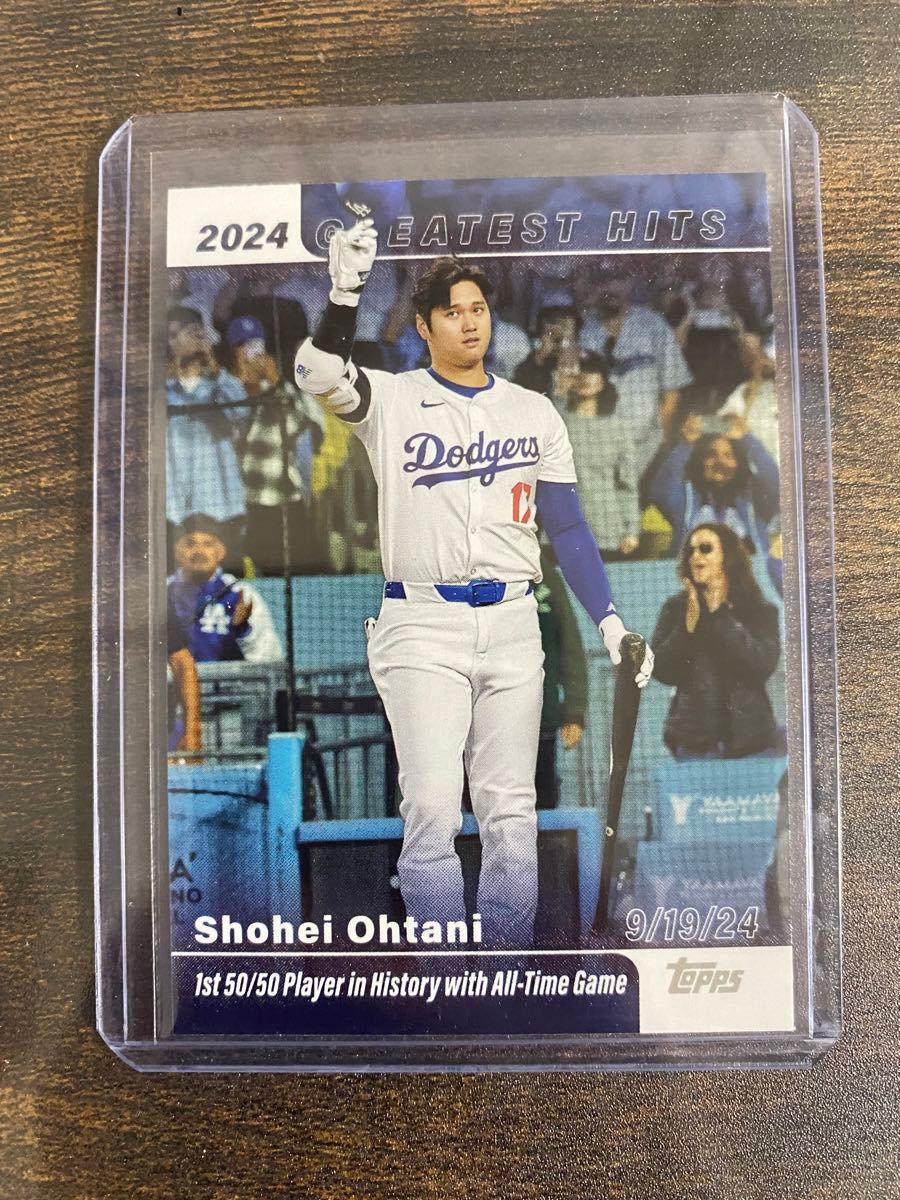 2024
GREATEST HITS
Dodgers
17
Shohei Ohtani
9/19/24
1st 50/50 Player in History with All-Time Game
Topps